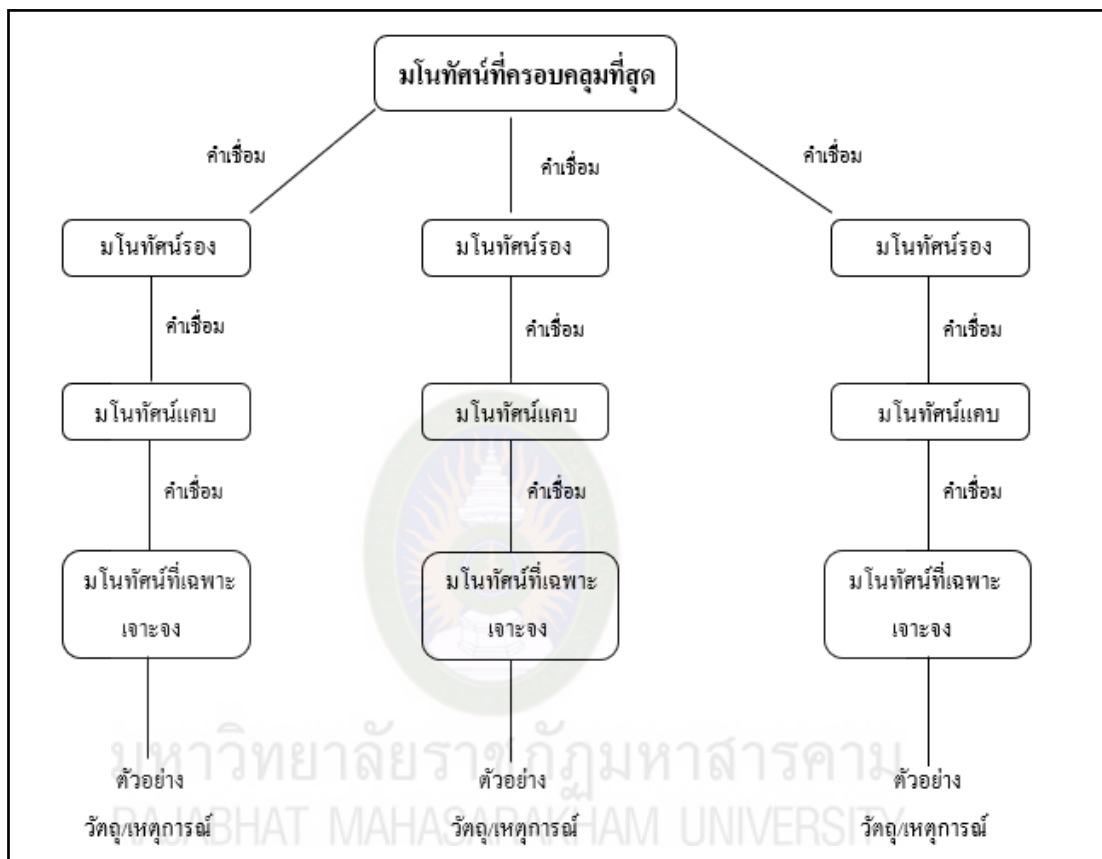 มโนทัศน์ที่ครอบคลุมที่สุด
คำเชื่อม
คำเชื่อม
คำเชื่อม
มโนทัศน์รอง
มโนทัศน์รอง
มโนทัศน์รอง
คำเชื่อม
คำเชื่อม
คำเชื่อม
มโนทัศน์แคบ
มโนทัศน์แคบ
มโนทัศน์แคบ
คำเชื่อม
คำเชื่อม
คำเชื่อม
มโนทัศน์ที่เฉพาะ
เจาะจง
มโนทัศน์ที่เฉพาะ
เจาะจง
มโนทัศน์ที่เฉพาะ
เจาะจง
มหาวิทยาลัยราชภัฏมหาสารคาม
ตัวอย่าง
วัตถุ/เหตุการณ์
ตัวอย่าง
วัตถุ/เหตุการณ์
ตัวอย่าง
วัตถุ/เหตุการณ์
RAJABHAT MAHASARAKHAM UNIVERSITY